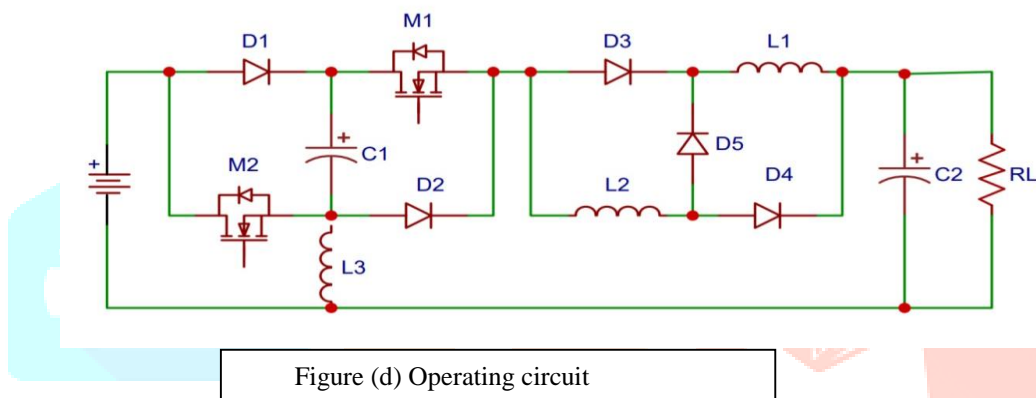 M1
D1
D3
L1
+
C1
D5
+
M2
+
C2
RL
L2
D4
D2
L3
Figure (d) Operating circuit